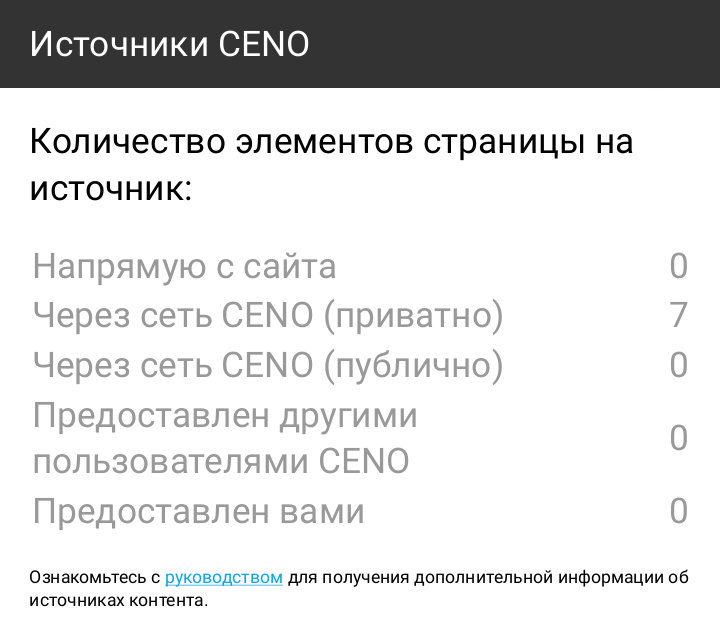 Источники CENO
Количество элементов страницы на
источник:
Напрямую с сайта 0
Через сеть CENO (приватно) 7
Через сеть CENO (публично) 0
Предоставлен другими
пользователями CENO 0
Предоставлен вами 0
Ознакомьтесь с руководством для получения дополнительной информации об
источниках контента.